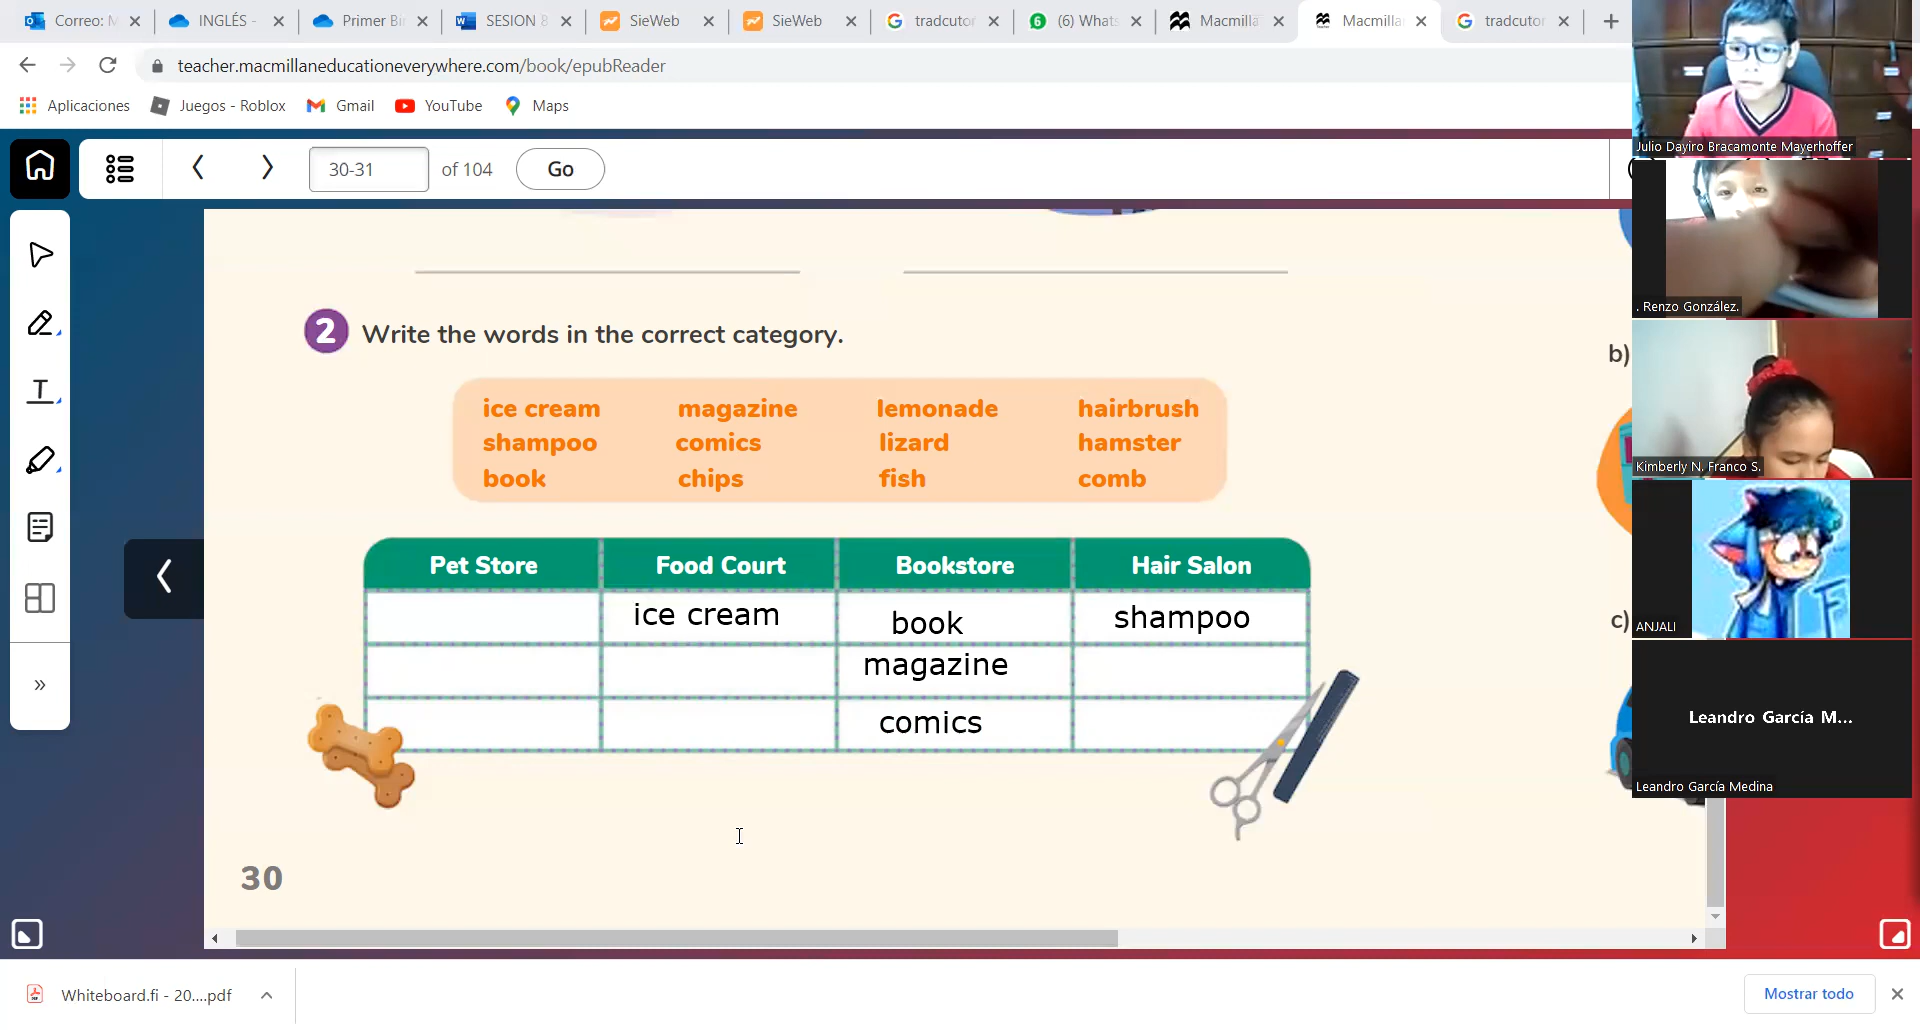 Correo: M
INGLÉS -
Primer Bi
SESION 8
SieWeb
SieWeb
tradcutor
(6) Whats
Macmilla
Macmillan
tradcutor
teacher.macmillaneducationeverywhere.com/book/epubReader
Aplicaciones
Juegos - Roblox
Gmail
YouTube
Maps
30-31 of 104 Go
2 Write the words in the correct category.
ice cream magazine lemonade hairbrush
shampoo comics lizard hamster
book chips fish comb
Pet Store Food Court Bookstore Hair Salon
ice cream book shampoo
magazine
comics
30
b)
c)
Julio Dayiro Bracamonte Mayerhoffer
. Renzo González.
Kimberly N. Franco S.
ANJALI
Leandro García M...
Leandro García Medina
Whiteboard.fi - 20....pdf
Mostrar todo